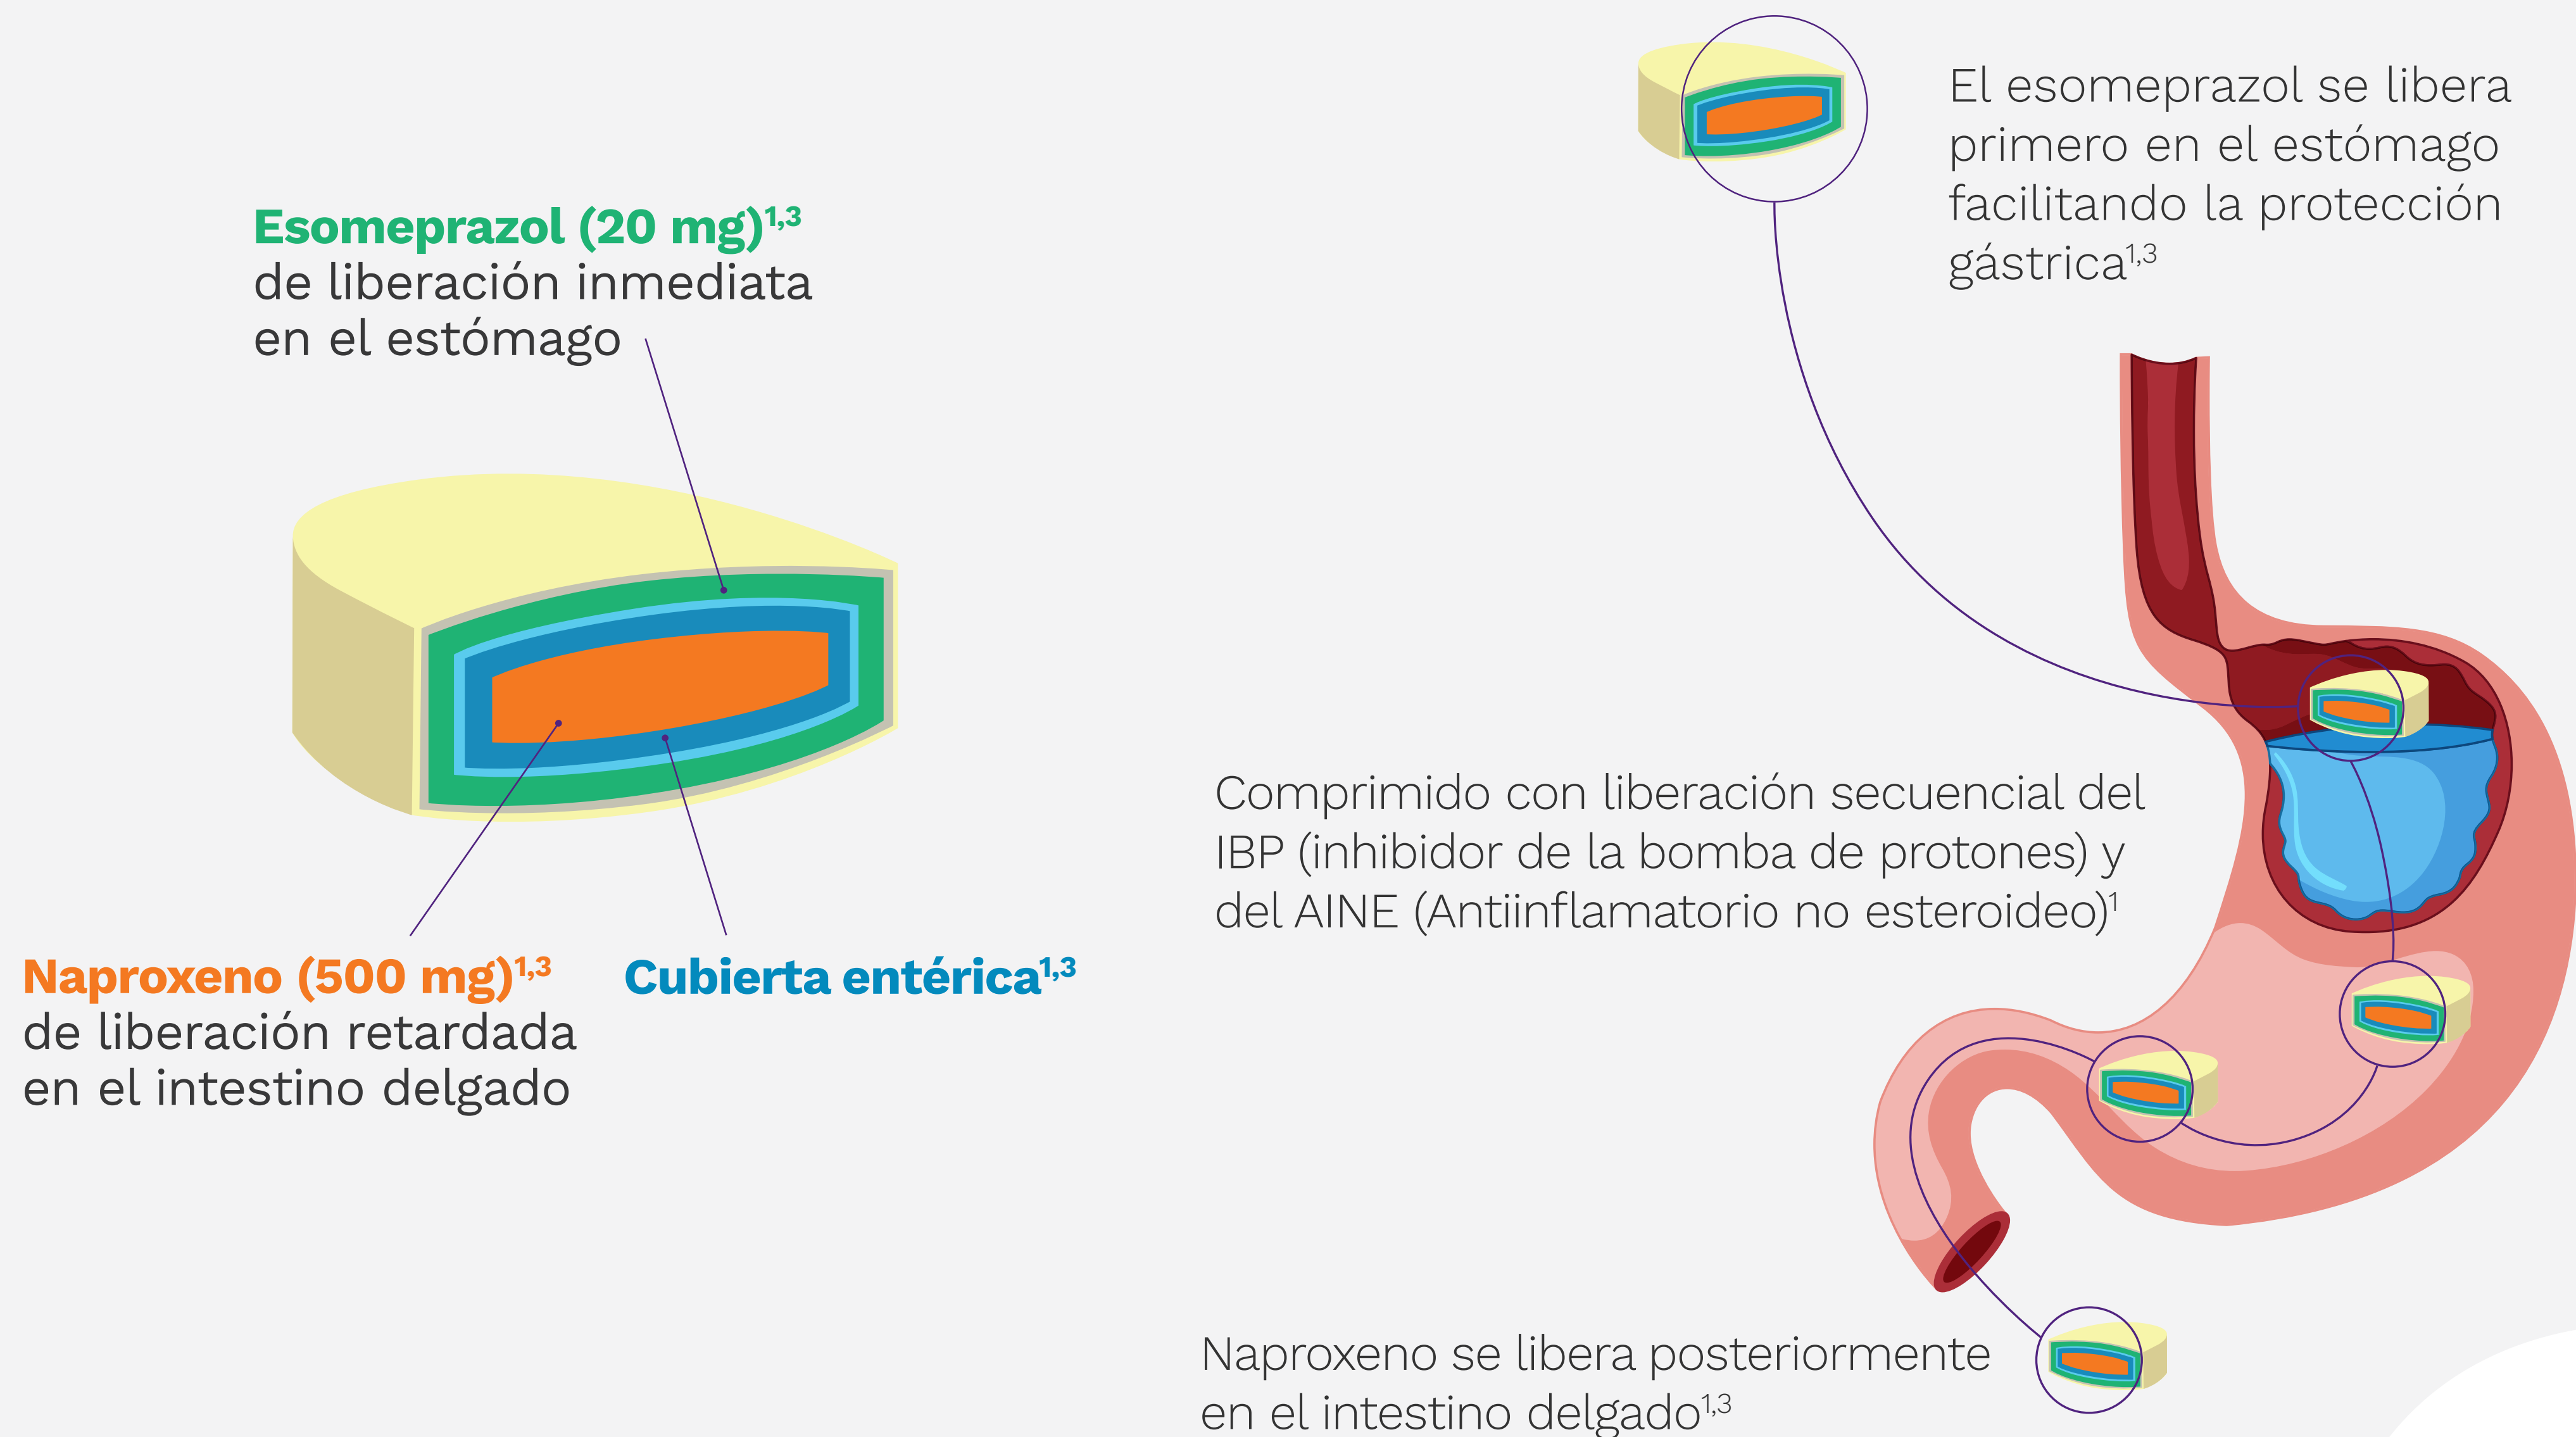 Esomeprazol (20 mg)1,3
de liberación inmediata
en el estómago
Naproxeno (500 mg)1,3
de liberación retardada
en el intestino delgado
Cubierta entérica1,3
El esomeprazol se libera
primero en el estómago
facilitando la protección
gástrica1,3
Comprimido con liberación secuencial del
IBP (inhibidor de la bomba de protones) y
del AINE (Antiinflamatorio no esteroideo)1
Naproxeno se libera posteriormente
en el intestino delgado1,3